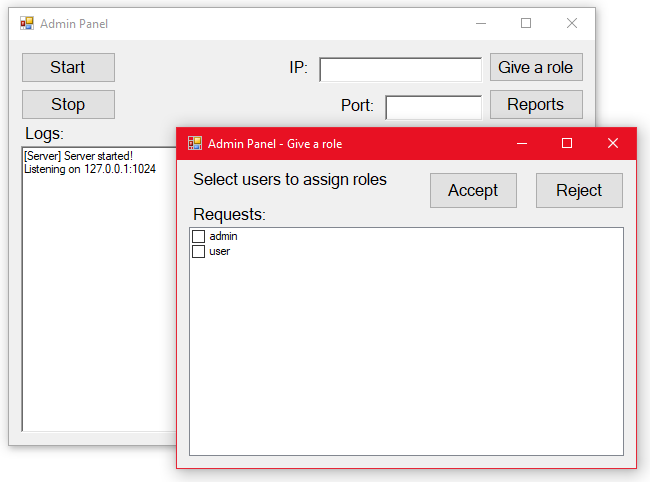 Admin Panel
Start
IP:
Give a role
Stop
Port:
Reports
Logs:
[Server] Server started!
Listening on 127.0.0.1:1024
Admin Panel - Give a role
Select users to assign roles
Accept
Reject
Requests:
admin
user